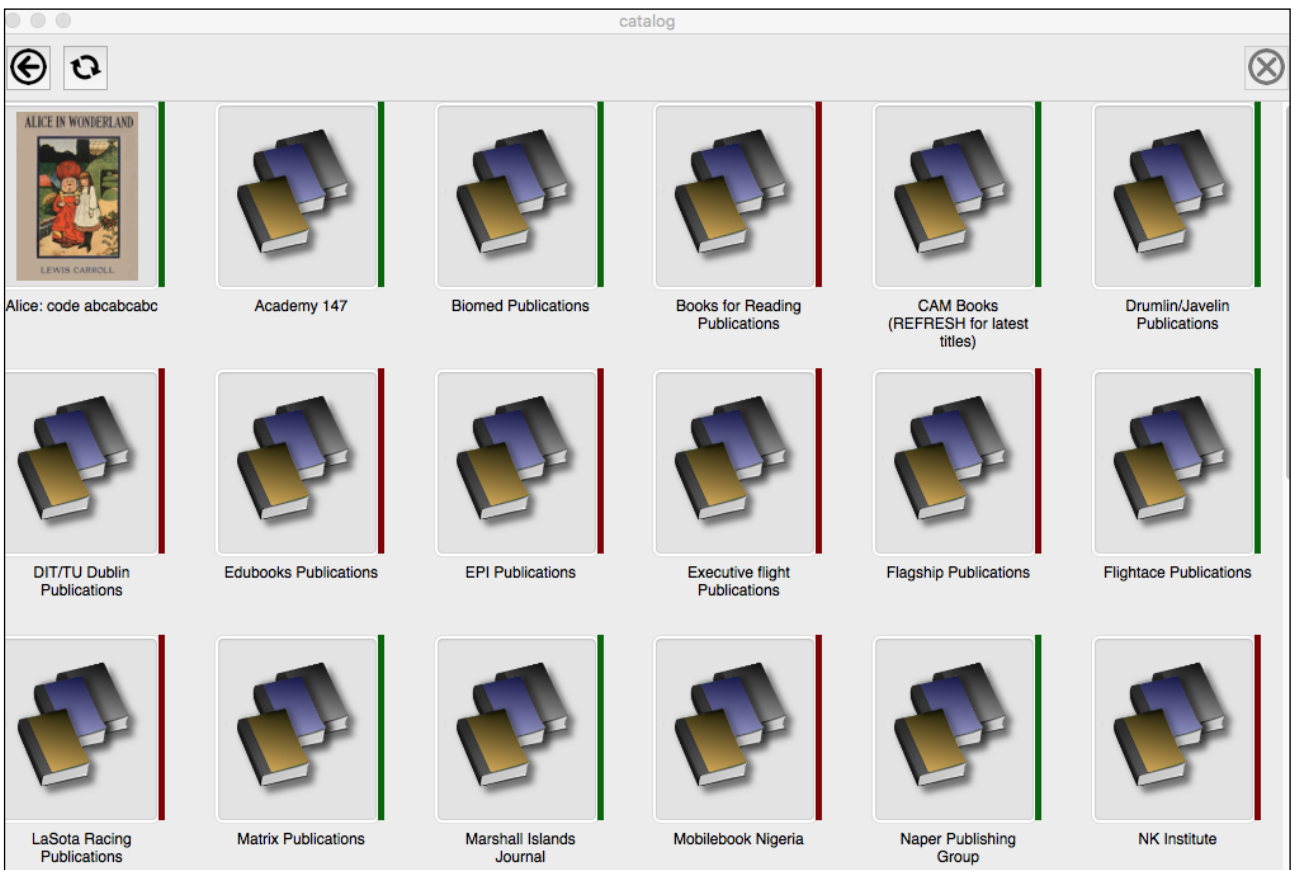 catalog
ALICE IN WONDERLAND
LEWIS CARROLL
Alice: code abcabcabc
Academy 147
Biomed Publications
Books for Reading
Publications
CAM Books
(REFRESH for latest
titles)
Drumlin/Javelin
Publications
DIT/TU Dublin
Publications
Edubooks Publications
EPI Publications
Executive flight
Publications
Flagship Publications
Flightace Publications
LaSota Racing
Publications
Matrix Publications
Marshall Islands
Journal
Mobilebook Nigeria
Naper Publishing
Group
NK Institute